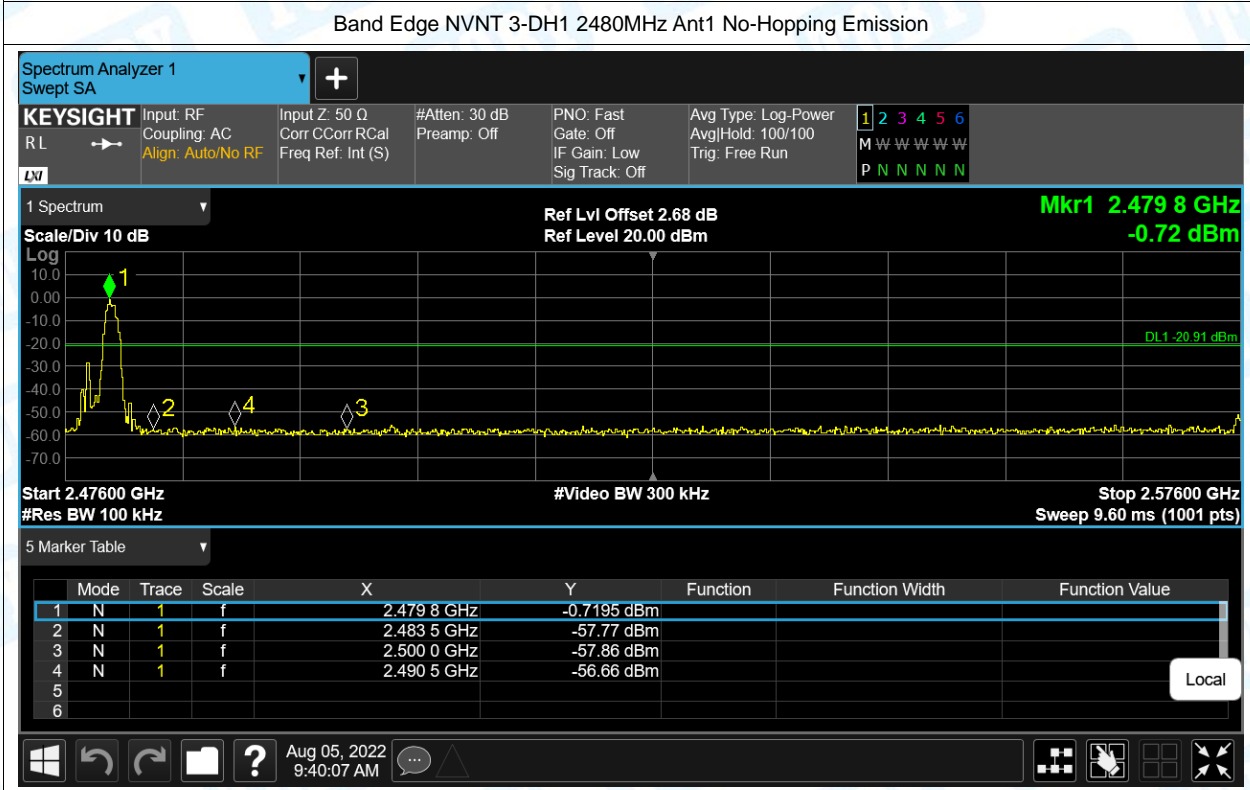 Band Edge NVNT 3-DH1 2480MHz Ant1 No-Hopping Emission
Spectrum Analyzer 1
Swept SA
+
KEYSIGHT
RL
LXI
Input: RF
Coupling: AC
Align: Auto/No RF
Input Z: 50 Ω
Corr CCorr RCal
Freq Ref: Int (S)
#Atten: 30 dB
Preamp: Off
PNO: Fast
Gate: Off
IF Gain: Low
Sig Track: Off
Avg Type: Log-Power
Avg|Hold: 100/100
Trig: Free Run
1 2 3 4 5 6
M W W W W W
P N N N N N
1 Spectrum
Scale/Div 10 dB
Ref Lvl Offset 2.68 dB
Ref Level 20.00 dBm
Mkr1 2.479 8 GHz
-0.72 dBm
Log
10.0
0.00
-10.0
-20.0
-30.0
-40.0
-50.0
-60.0
-70.0
1
2
4
3
DL1 -20.91 dBm
Start 2.47600 GHz
#Res BW 100 kHz
#Video BW 300 kHz
Stop 2.57600 GHz
Sweep 9.60 ms (1001 pts)
5 Marker Table
Mode Trace Scale X Y Function Function Width Function Value
1 N 1 f 2.479 8 GHz -0.7195 dBm
2 N 1 f 2.483 5 GHz -57.77 dBm
3 N 1 f 2.500 0 GHz -57.86 dBm
4 N 1 f 2.490 5 GHz -56.66 dBm
5
6
Local
?
Aug 05, 2022
9:40:07 AM